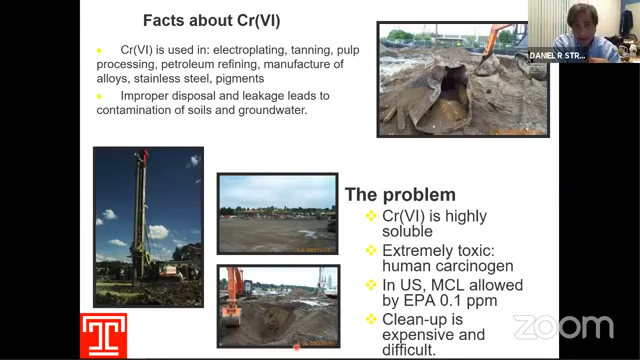 Facts about Cr(VI)
Cr(VI) is used in: electroplating, tanning, pulp
processing, petroleum refining, manufacture of
alloys, stainless steel, pigments
Improper disposal and leakage leads to
contamination of soils and groundwater.
DANIEL R STR...
The problem
Cr(VI) is highly
soluble
Extremely toxic:
human carcinogen
In US, MCL allowed
by EPA 0.1 ppm
Clean-up is
expensive and
difficult.
zoom